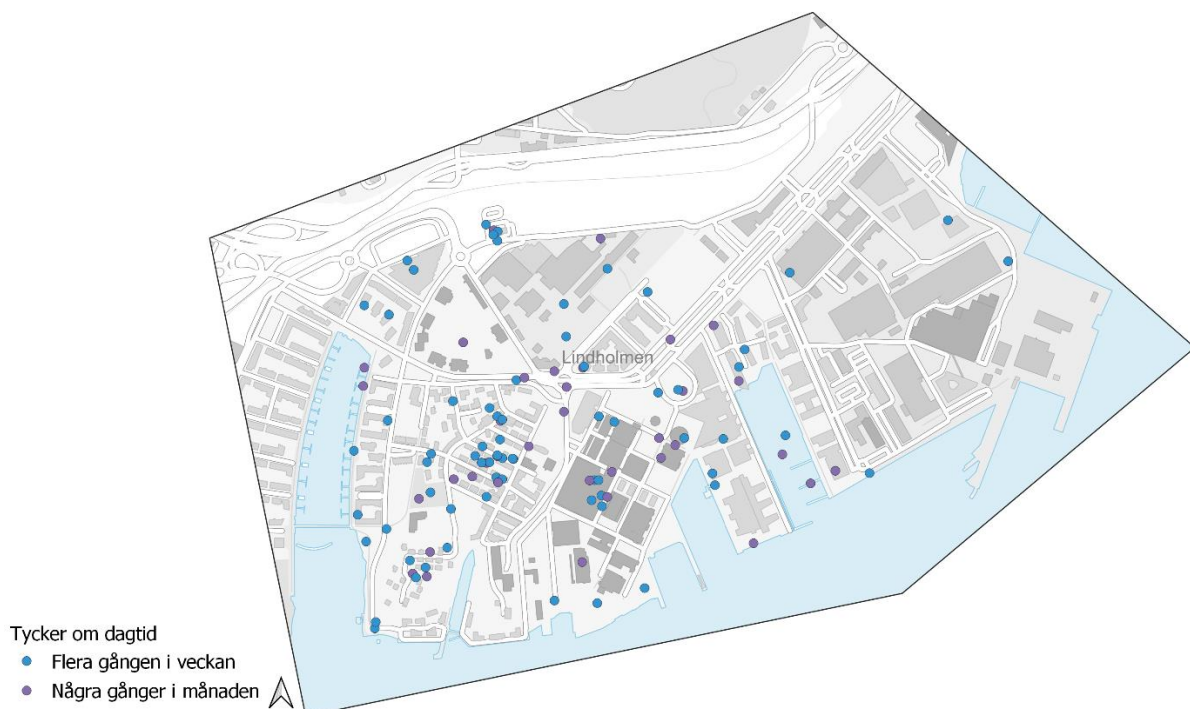 Lindholmen
Tycker om dagtid
Flera gången i veckan
Några gånger i månaden